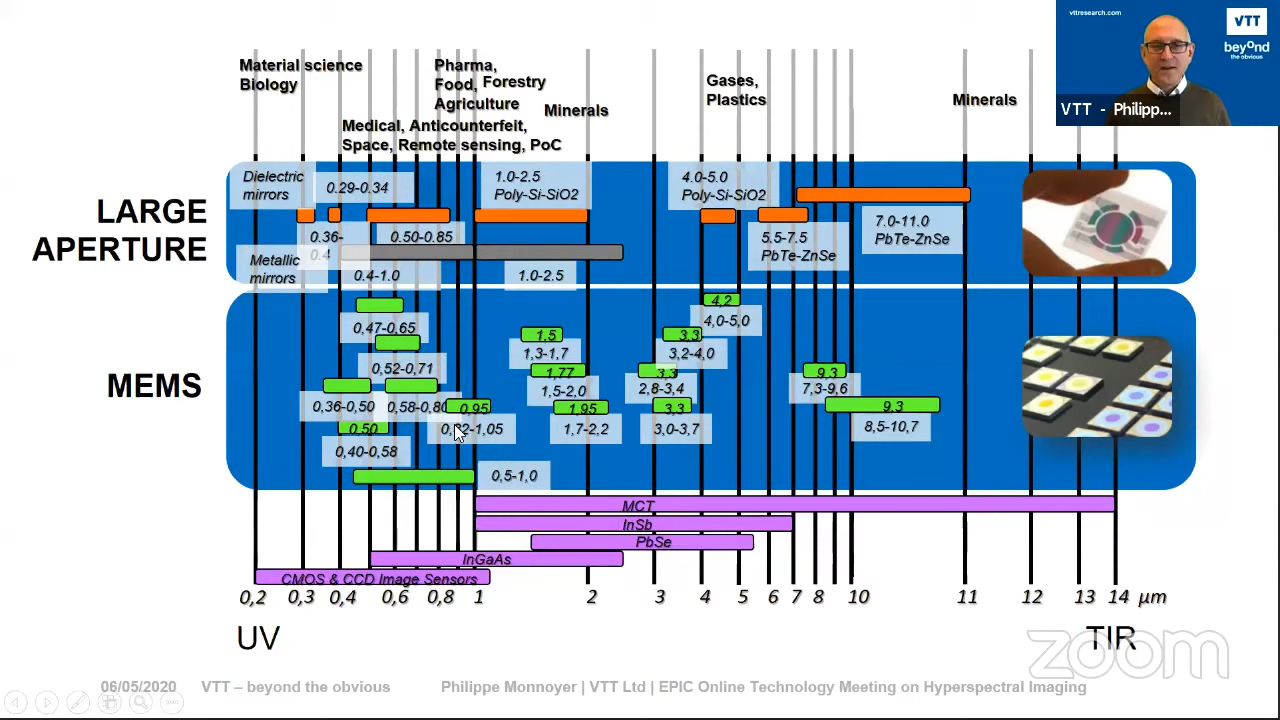 vttresearch.com
VTT
beyond
the obvious
VTT - Philipp...
Material science
Biology
Pharma,
Food, Forestry
Agriculture
Minerals
Medical, Anticounterfeit,
Space, Remote sensing, PoC
Gases,
Plastics
Minerals
LARGE
APERTURE
Dielectric
mirrors
0.29-0.34
1.0-2.5
Poly-Si-SiO2
4.0-5.0
Poly-Si-SiO2
0.36-
0.4
0.50-0.85
5.5-7.5
PbTe-ZnSe
7.0-11.0
PbTe-ZnSe
Metallic
mirrors
0.4-1.0
1.0-2.5
MEMS
4,2
4,0-5,0
0,47-0,65
1,5
1,3-1,7
3,3
3,2-4,0
0,52-0,71
1,77
1,5-2,0
3,3
2,8-3,4
9,3
7,3-9,6
0,36-0,50
0,58-0,80
0,95
1,05
1,95
1,7-2,2
3,3
3,0-3,7
9,3
8,5-10,7
0,50
0,40-0,58
0,5-1,0
MCT
InSb
PbSe
InGaAs
CMOS & CCD Image Sensors
0,2 0,3 0,4 0,6 0,8 1 2 3 4 5 6 7 8 10 11 12 13 14 µm
UV
TIR
zoom
06/05/2020 VTT – beyond the obvious Philippe Monnoyer | VTT Ltd | EPIC Online Technology Meeting on Hyperspectral Imaging